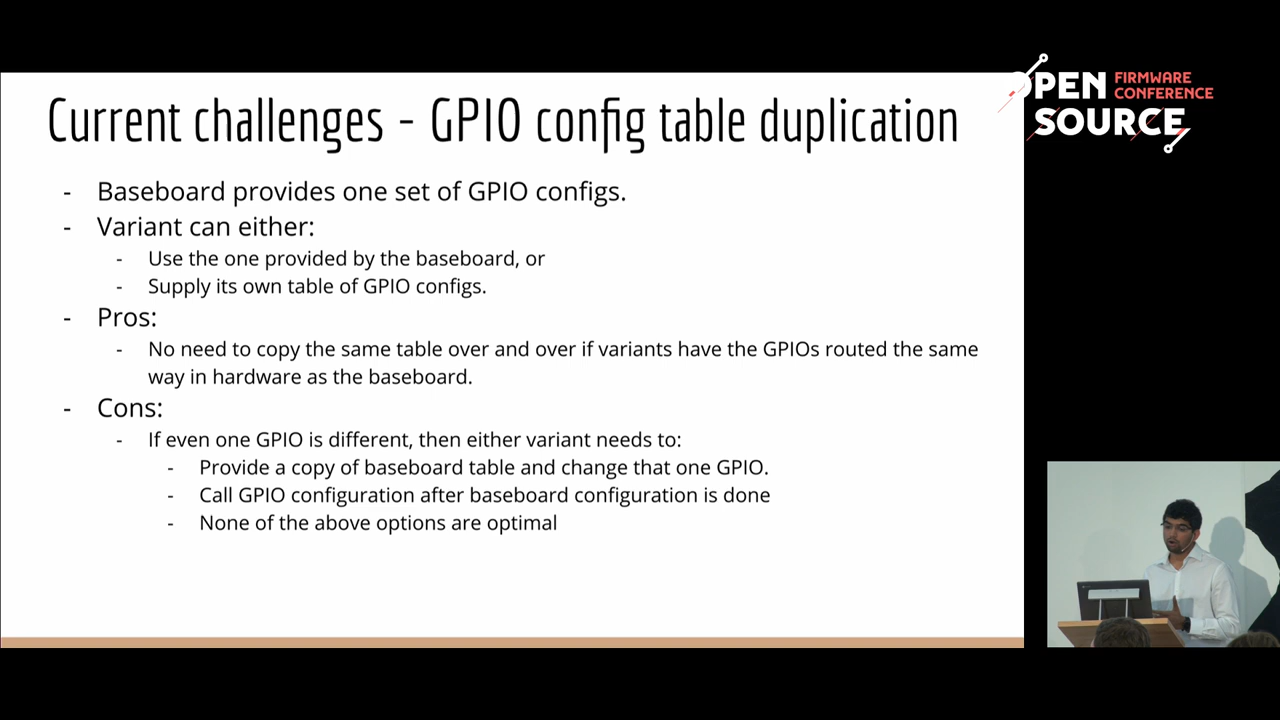 Current challenges - GPIO config table duplication
- Baseboard provides one set of GPIO configs.
- Variant can either:
- Use the one provided by the baseboard, or
- Supply its own table of GPIO configs.
- Pros:
- No need to copy the same table over and over if variants have the GPIOs routed the same
way in hardware as the baseboard.
- Cons:
- If even one GPIO is different, then either variant needs to:
- Provide a copy of baseboard table and change that one GPIO.
- Call GPIO configuration after baseboard configuration is done
- None of the above options are optimal
OPEN FIRMWARE
CONFERENCE
SOURCE